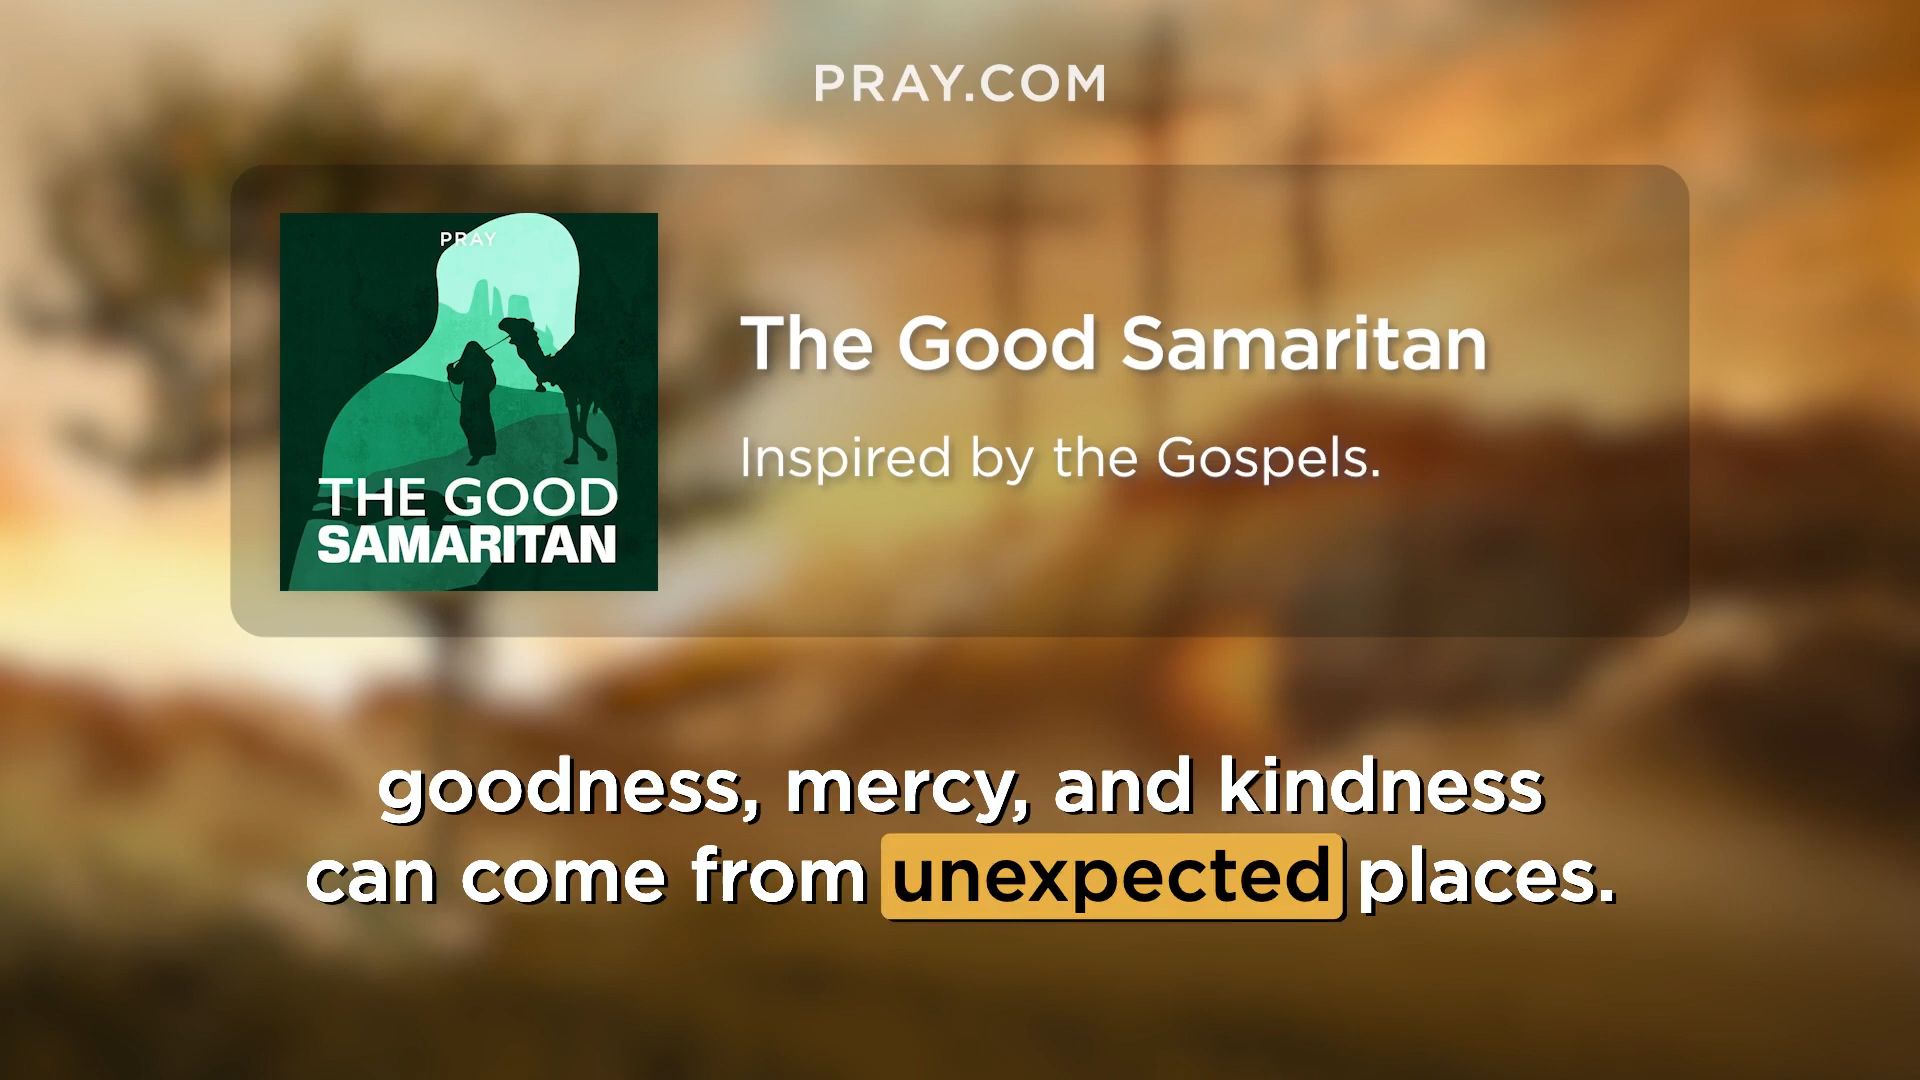 PRAY.COM
PRAY
THE GOOD
SAMARITAN
The Good Samaritan
Inspired by the Gospels.
goodness, mercy, and kindness
can come from unexpected places.